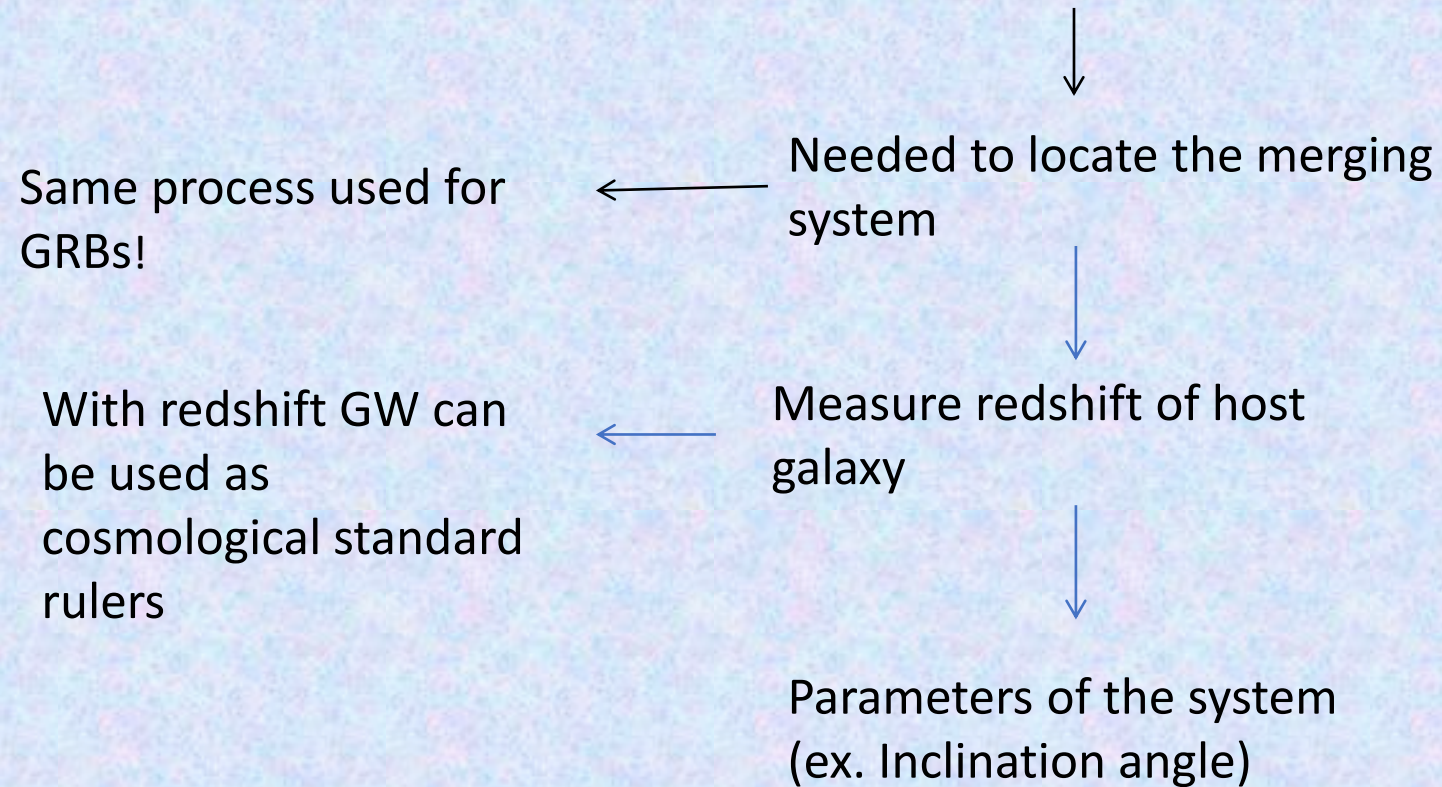 Needed to locate the merging
system
Same process used for
GRBs!
Measure redshift of host
galaxy
With redshift GW can
be used as
cosmological standard
rulers
Parameters of the system
(ex. Inclination angle)